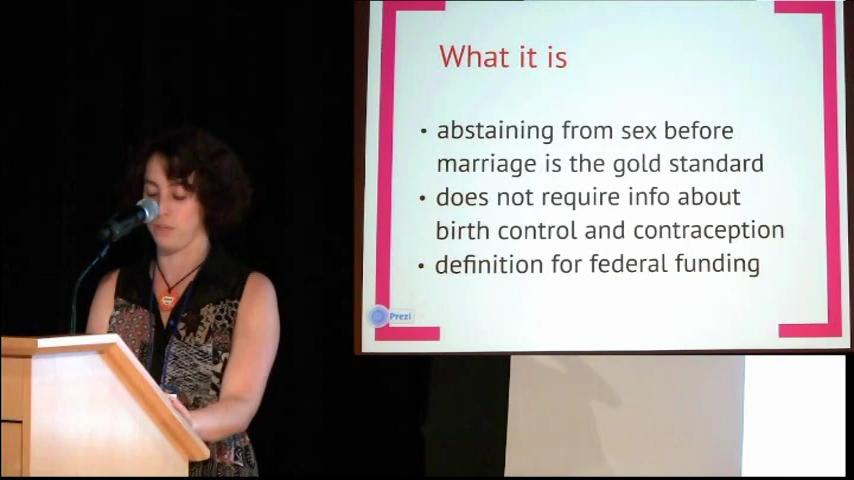 What it is
• abstaining from sex before
marriage is the gold standard
• does not require info about
birth control and contraception
• definition for federal funding
Prezi